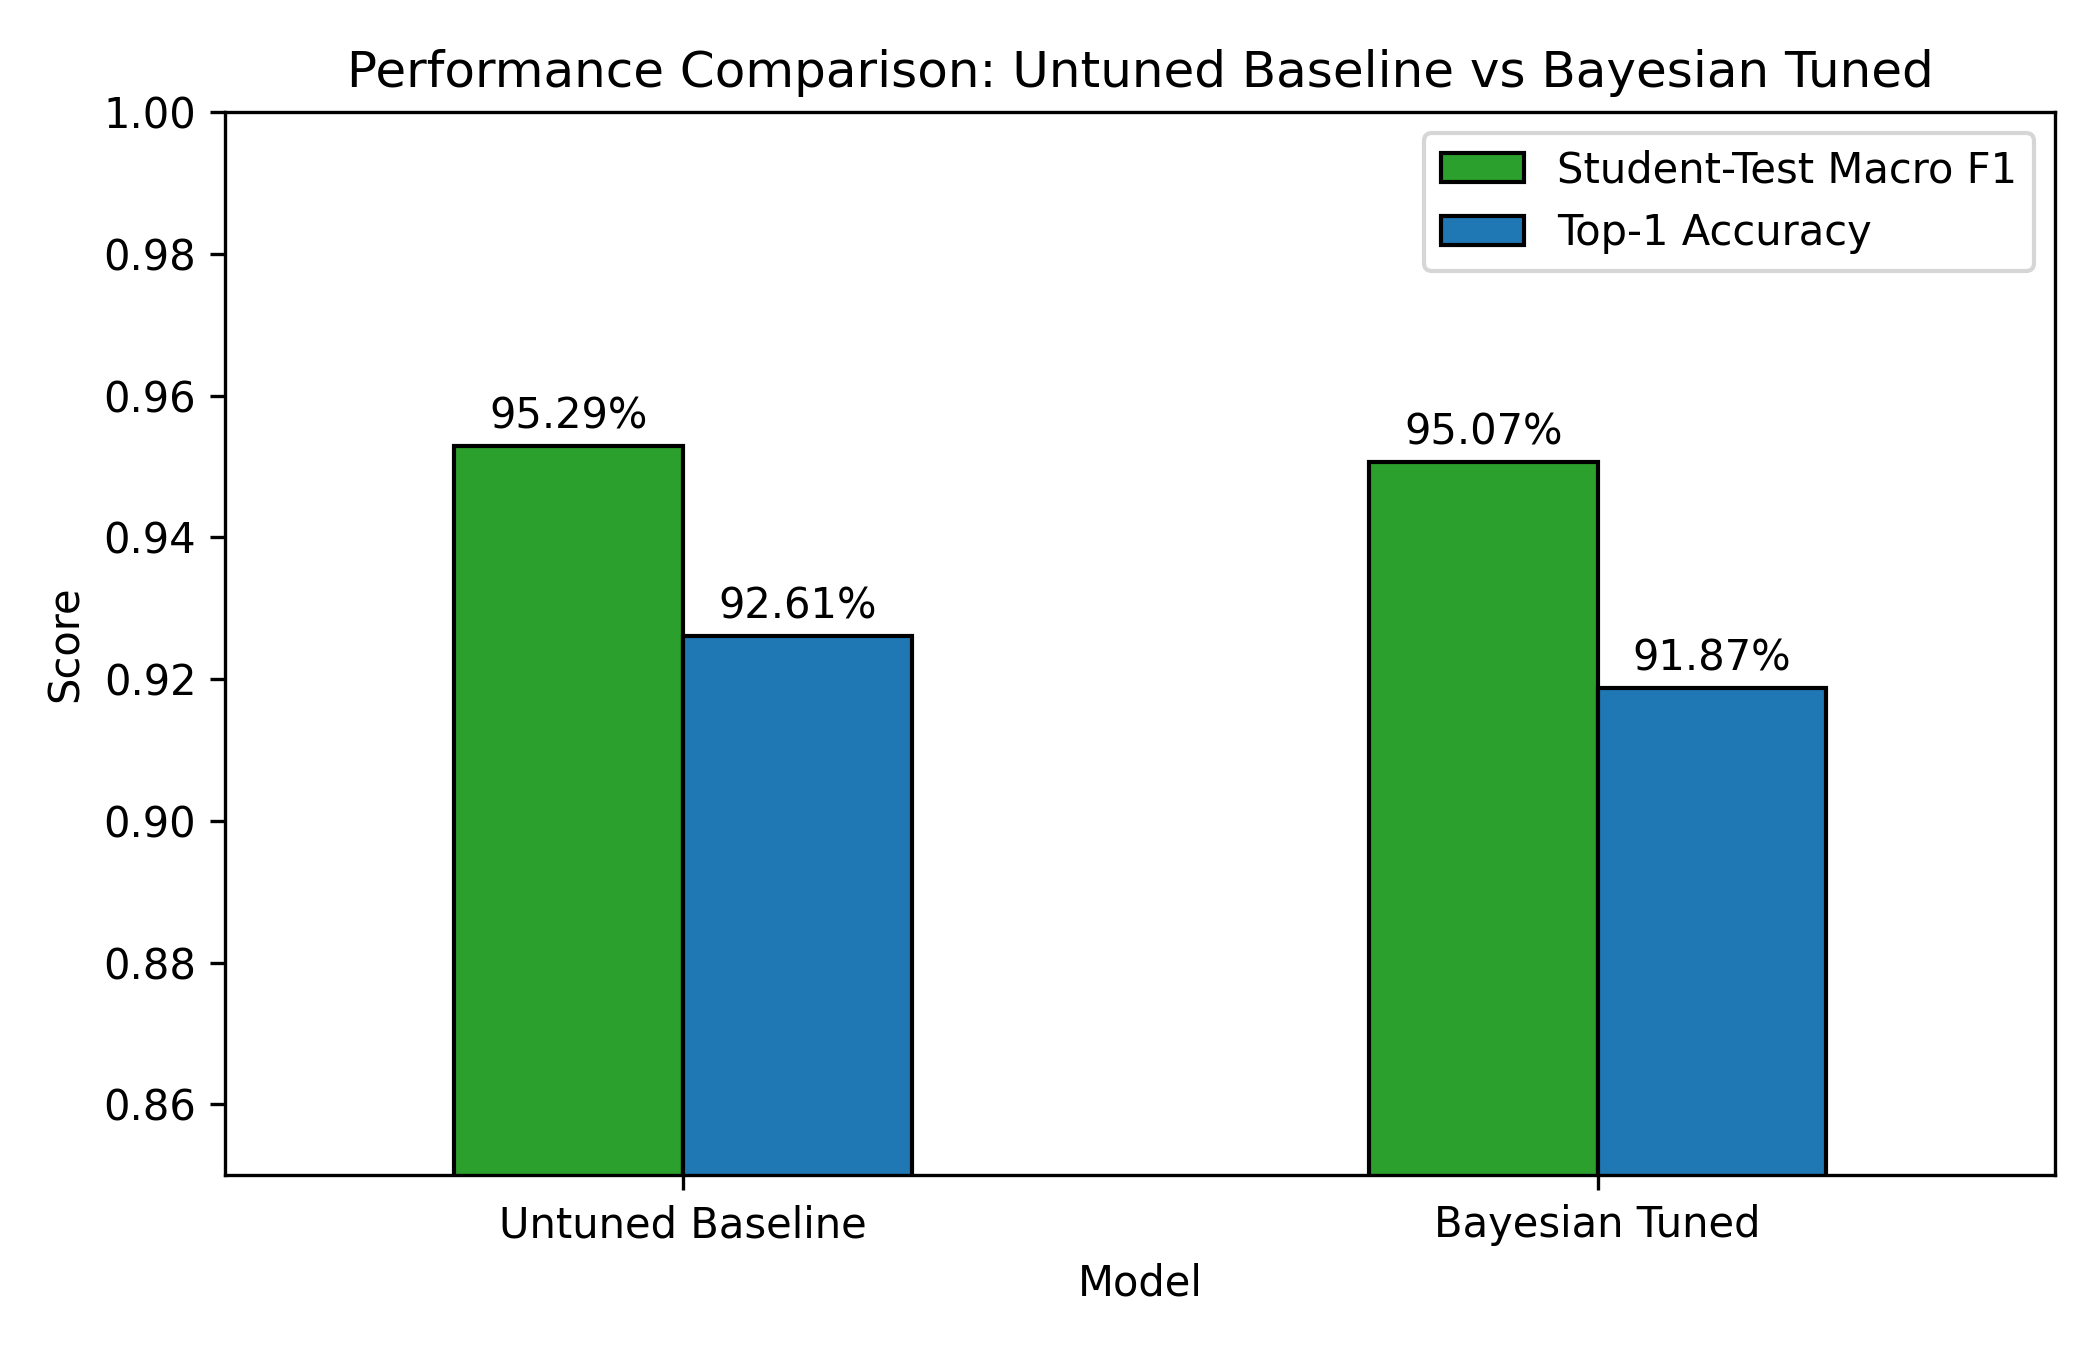 Performance Comparison: Untuned Baseline vs Bayesian Tuned
Student-Test Macro F1
Top-1 Accuracy
1.00
0.98
0.96
0.94
0.92
0.90
0.88
0.86
Score
95.29%
92.61%
95.07%
91.87%
Untuned Baseline
Bayesian Tuned
Model